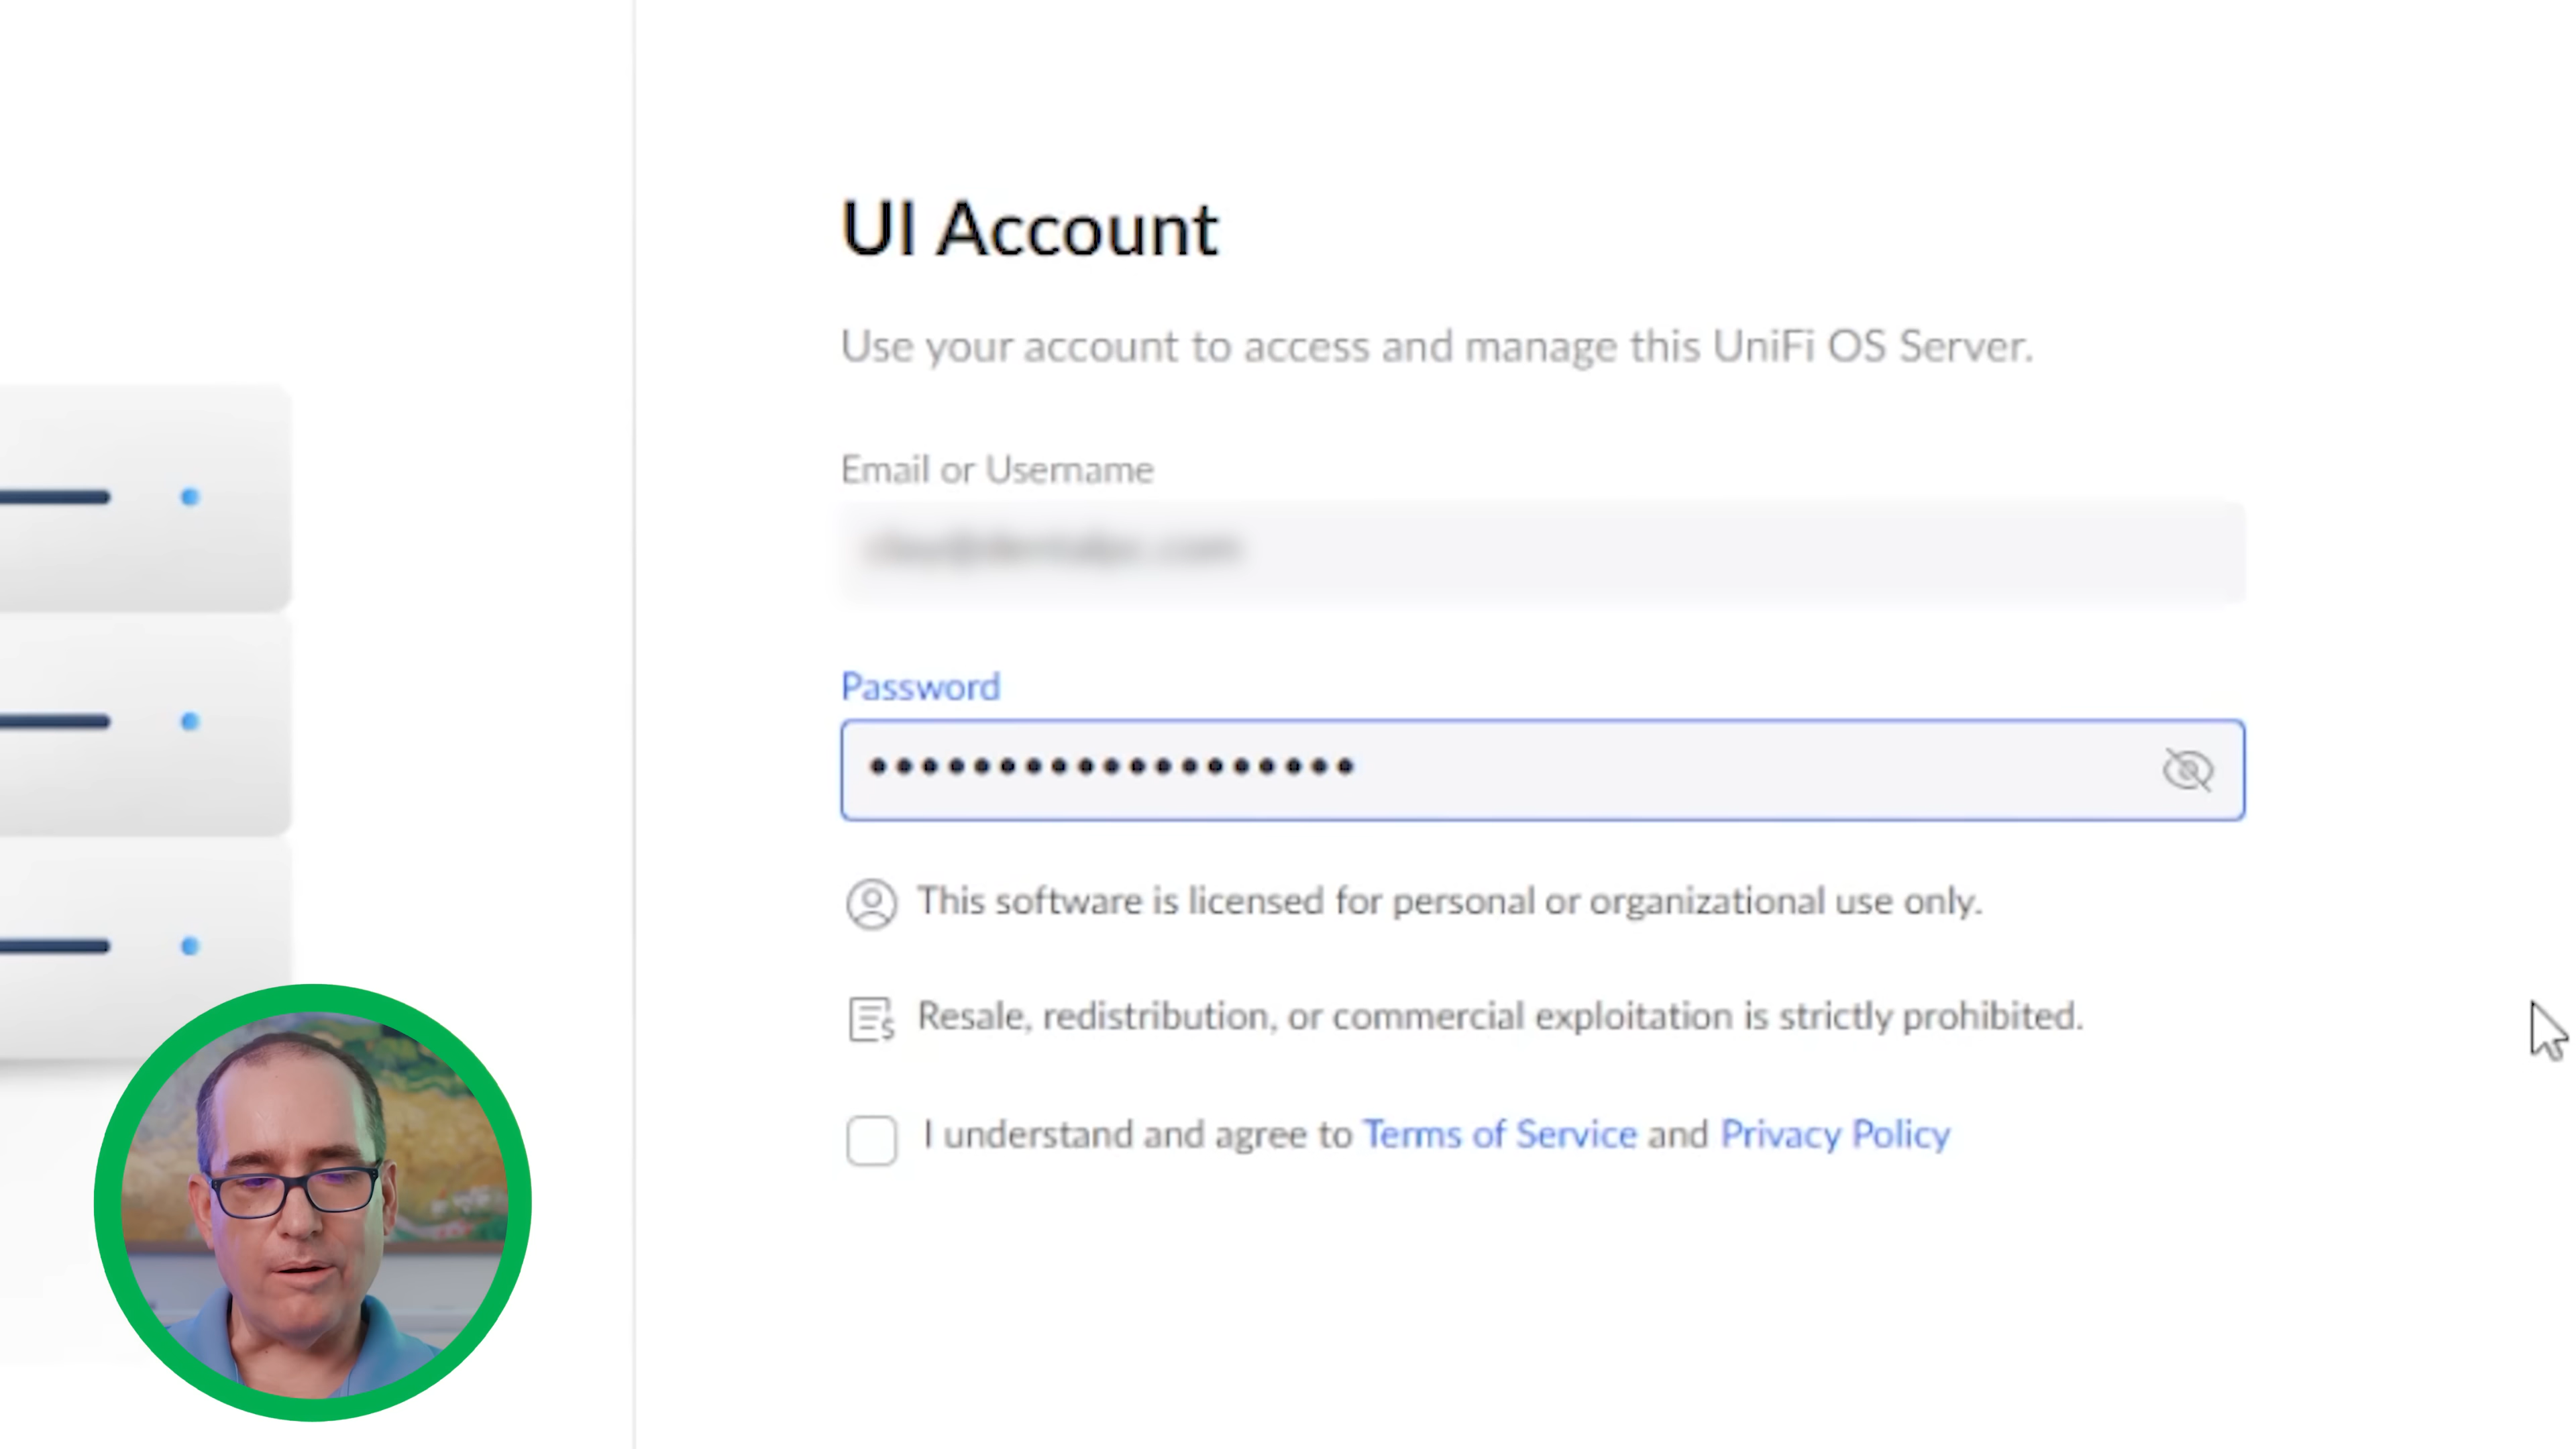 UI Account
Use your account to access and manage this UniFi OS Server.
Email or Username
Password
•••••••••••••••••••
This software is licensed for personal or organizational use only.
Resale, redistribution, or commercial exploitation is strictly prohibited.
I understand and agree to Terms of Service and Privacy Policy